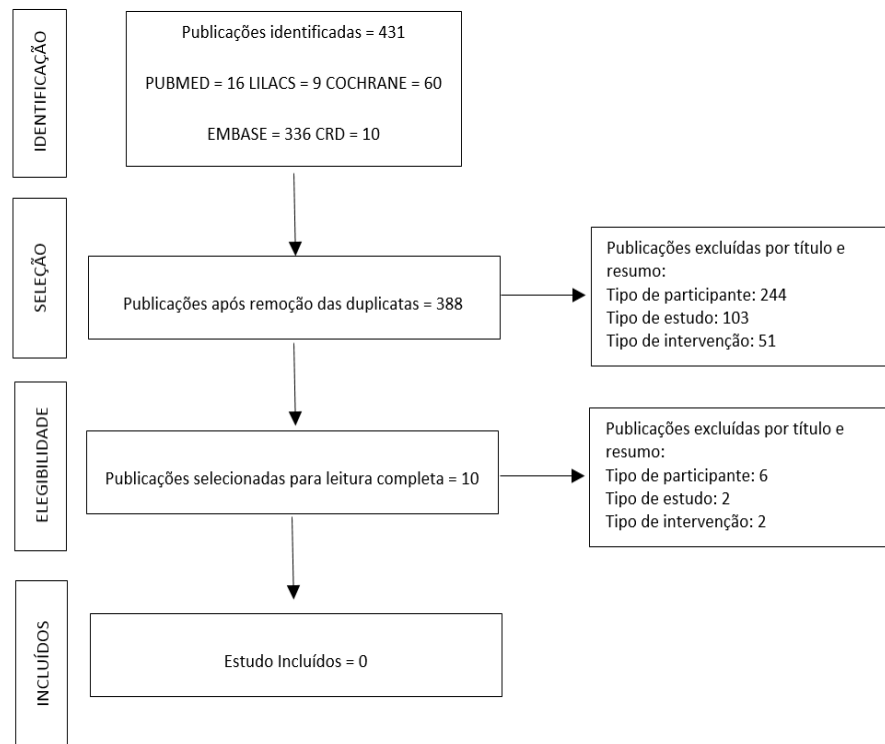 IDENTIFICAÇÃO
Publicações identificadas = 431
PUBMED = 16 LILACS = 9 COCHRANE = 60
EMBASE = 336 CRD = 10
SELEÇÃO
Publicações após remoção das duplicatas = 388
Publicações excluídas por título e
resumo:
Tipo de participante: 244
Tipo de estudo: 103
Tipo de intervenção: 51
ELEGIBILIDADE
Publicações selecionadas para leitura completa = 10
Publicações excluídas por título e
resumo:
Tipo de participante: 6
Tipo de estudo: 2
Tipo de intervenção: 2
INCLUÍDOS
Estudo Incluídos = 0